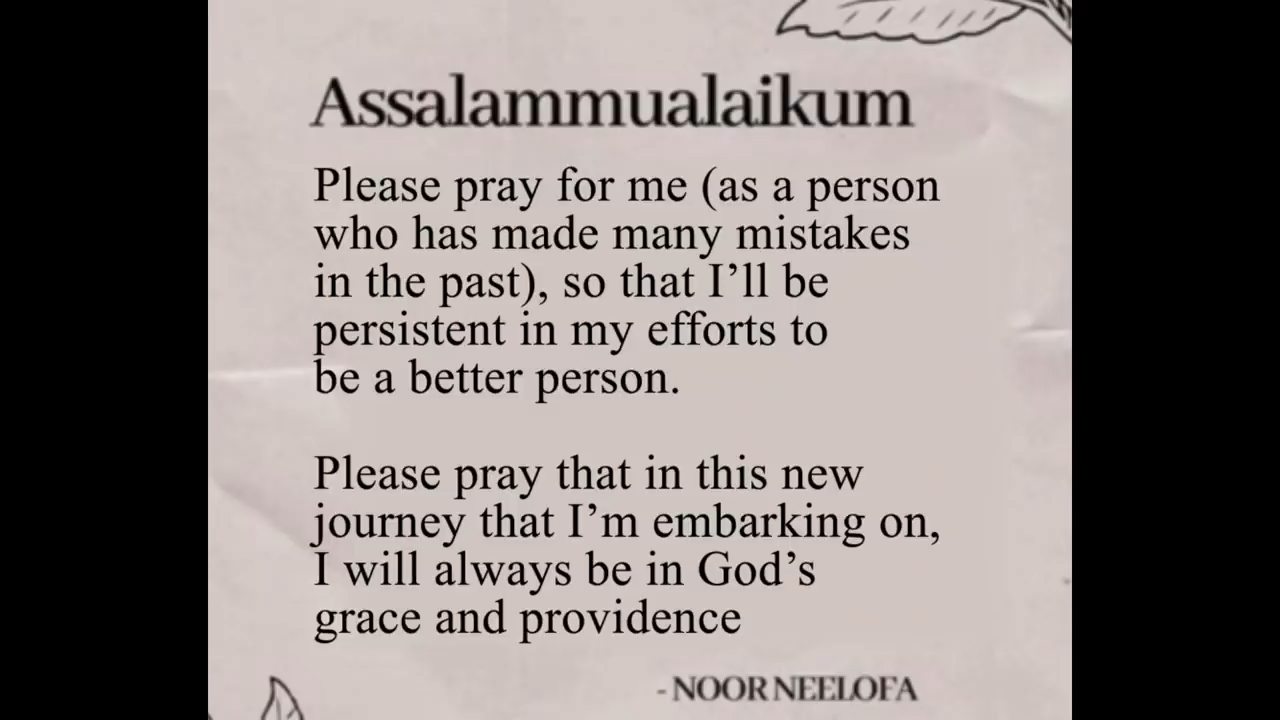 Assalammualaikum
Please pray for me (as a person
who has made many mistakes
in the past), so that I’ll be
persistent in my efforts to
be a better person.
Please pray that in this new
journey that I’m embarking on,
I will always be in God’s
grace and providence
- NOOR NEELOFA